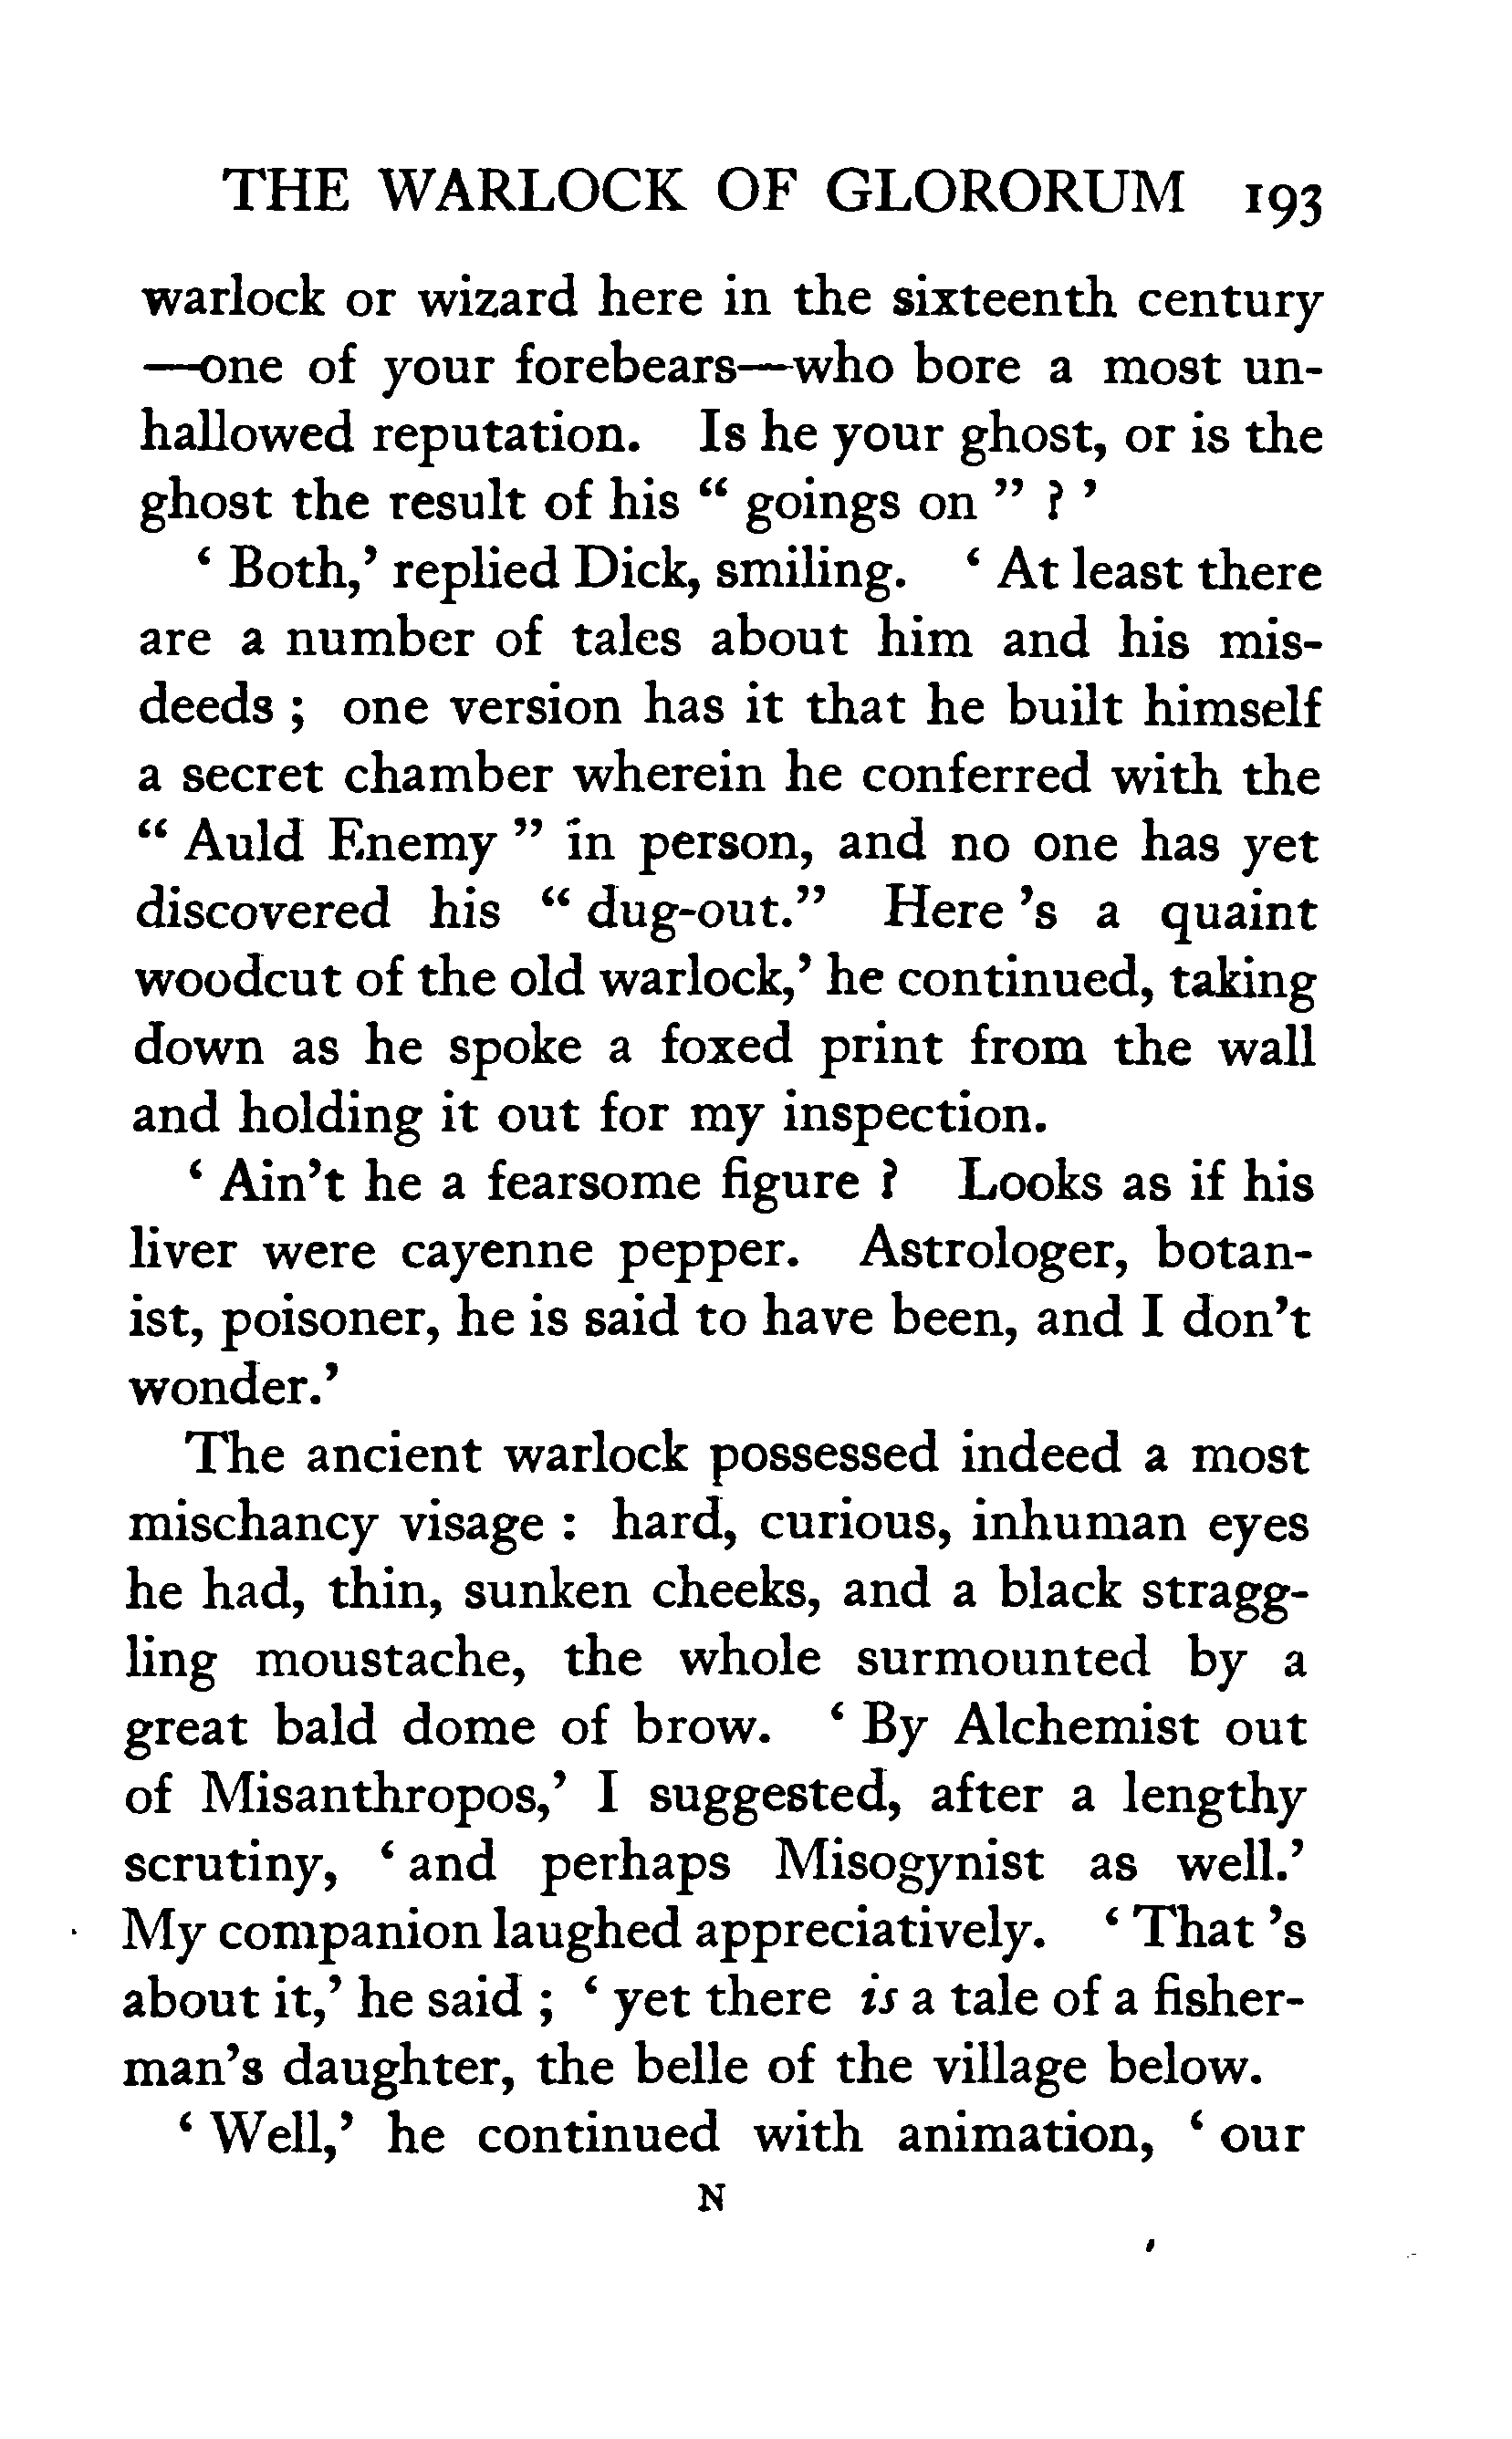 THE WARLOCK OF GLORORUM 193
warlock or wizard here in the sixteenth century
—one of your forebears—who bore a most un-
hallowed reputation. Is he your ghost, or is the
ghost the result of his “ goings on ” ? ’
‘ Both,’ replied Dick, smiling. ‘ At least there
are a number of tales about him and his mis-
deeds ; one version has it that he built himself
a secret chamber wherein he conferred with the
“ Auld Enemy ” in person, and no one has yet
discovered his “ dug-out.” Here ’s a quaint
woodcut of the old warlock,’ he continued, taking
down as he spoke a foxed print from the wall
and holding it out for my inspection.
‘ Ain’t he a fearsome figure ? Looks as if his
liver were cayenne pepper. Astrologer, botan-
ist, poisoner, he is said to have been, and I don’t
wonder.’
The ancient warlock possessed indeed a most
mischancy visage : hard, curious, inhuman eyes
he had, thin, sunken cheeks, and a black stragg-
ling moustache, the whole surmounted by a
great bald dome of brow. ‘ By Alchemist out
of Misanthropos,’ I suggested, after a lengthy
scrutiny, ‘ and perhaps Misogynist as well.’
My companion laughed appreciatively. ‘ That ’s
about it,’ he said ; ‘ yet there is a tale of a fisher-
man’s daughter, the belle of the village below.
‘ Well,’ he continued with animation, ‘ our
N